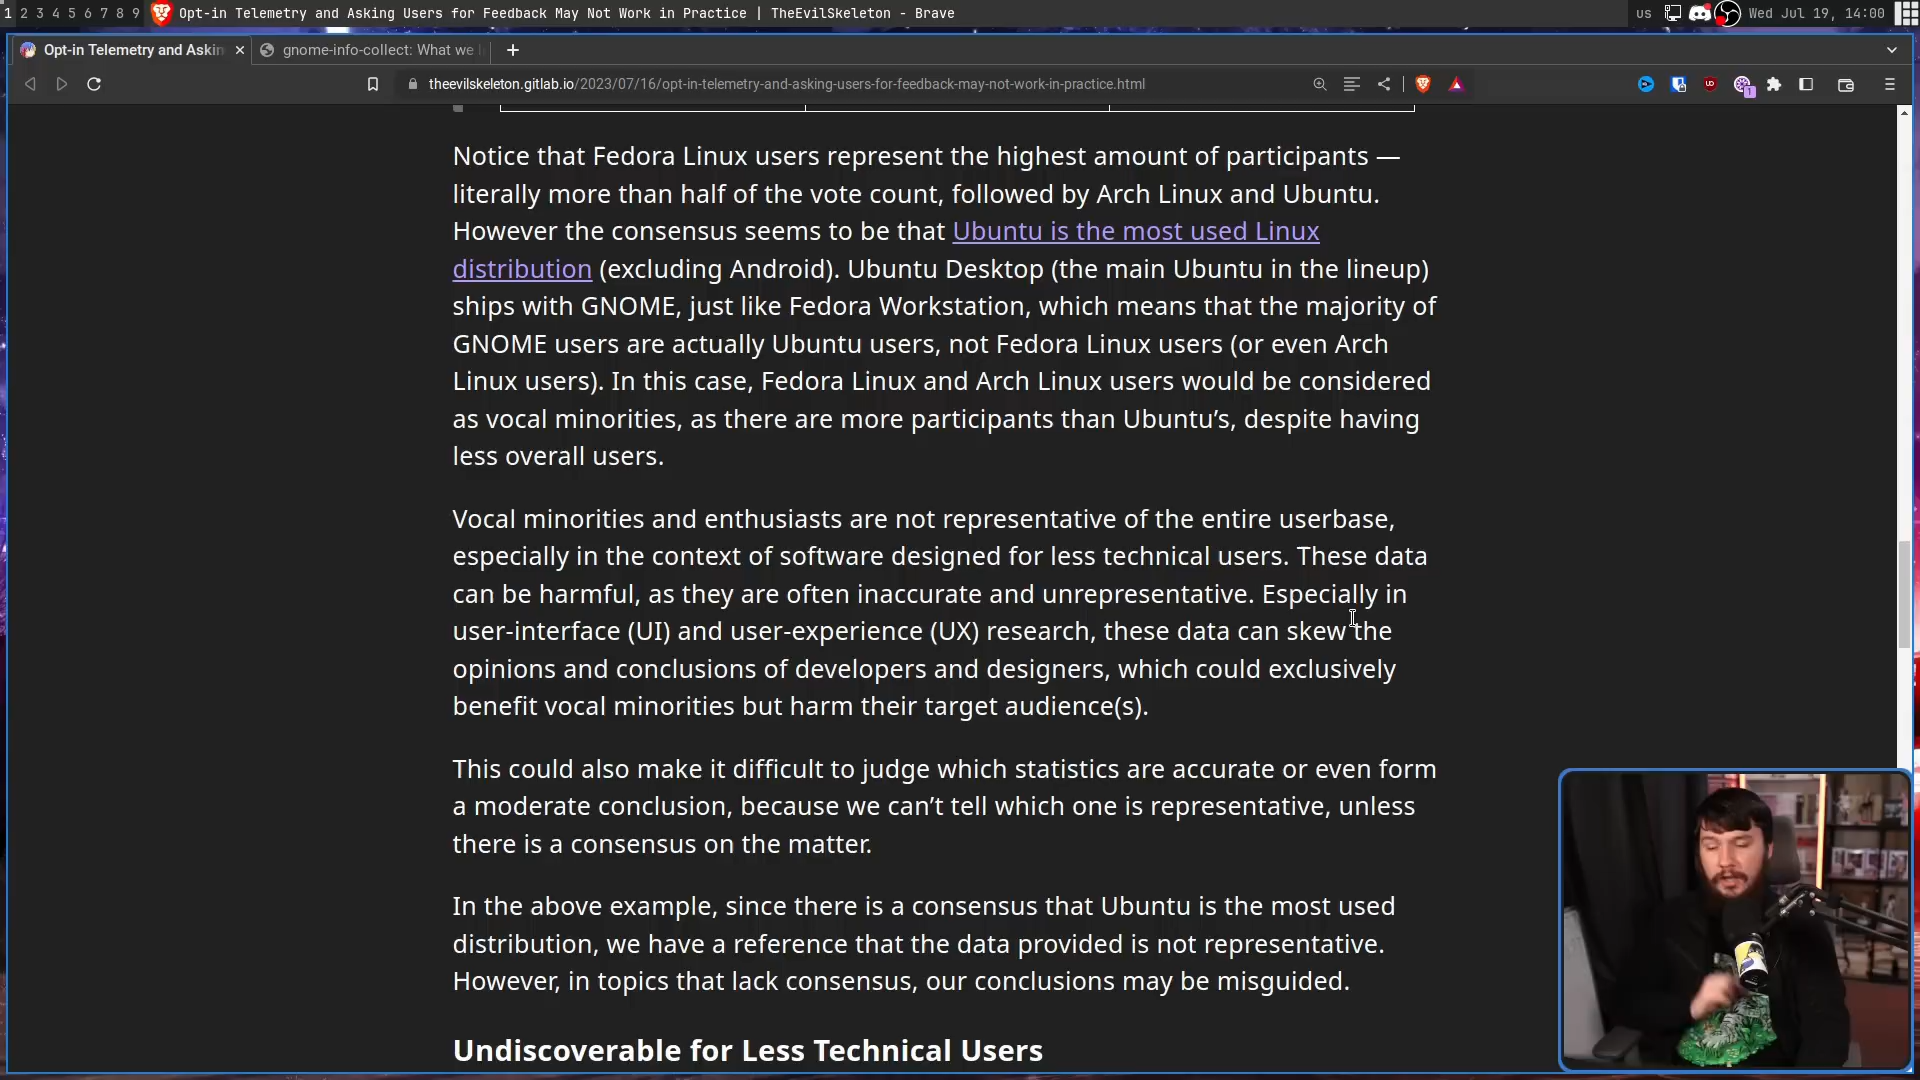 1 2 3 4 5 6 7 8 9 Opt-in Telemetry and Asking Users for Feedback May Not Work in Practice | TheEvilSkeleton - Brave
us Wed Jul 19, 14:00
Opt-in Telemetry and Askin
gnome-info-collect: What we l
theevilskeleton.gitlab.io/2023/07/16/opt-in-telemetry-and-asking-users-for-feedback-may-not-work-in-practice.html
Notice that Fedora Linux users represent the highest amount of participants —
literally more than half of the vote count, followed by Arch Linux and Ubuntu.
However the consensus seems to be that Ubuntu is the most used Linux
distribution (excluding Android). Ubuntu Desktop (the main Ubuntu in the lineup)
ships with GNOME, just like Fedora Workstation, which means that the majority of
GNOME users are actually Ubuntu users, not Fedora Linux users (or even Arch
Linux users). In this case, Fedora Linux and Arch Linux users would be considered
as vocal minorities, as there are more participants than Ubuntu’s, despite having
less overall users.
Vocal minorities and enthusiasts are not representative of the entire userbase,
especially in the context of software designed for less technical users. These data
can be harmful, as they are often inaccurate and unrepresentative. Especially in
user-interface (UI) and user-experience (UX) research, these data can skew the
opinions and conclusions of developers and designers, which could exclusively
benefit vocal minorities but harm their target audience(s).
This could also make it difficult to judge which statistics are accurate or even form
a moderate conclusion, because we can’t tell which one is representative, unless
there is a consensus on the matter.
In the above example, since there is a consensus that Ubuntu is the most used
distribution, we have a reference that the data provided is not representative.
However, in topics that lack consensus, our conclusions may be misguided.
Undiscoverable for Less Technical Users